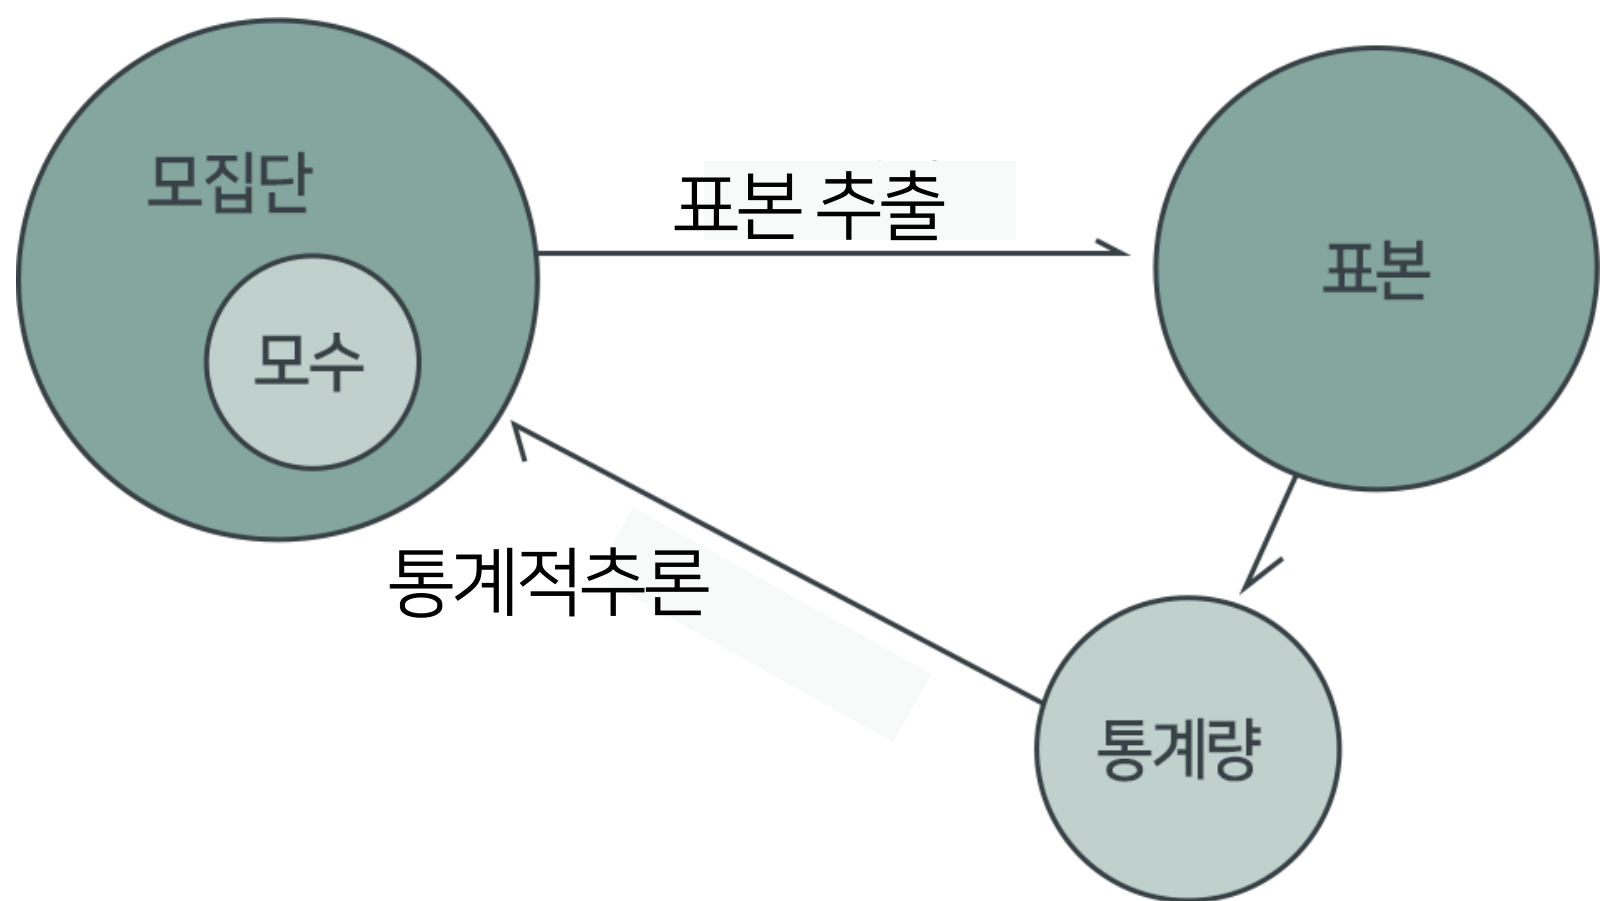 모집단
표본 추출
표본
모수
통계적추론
통계량